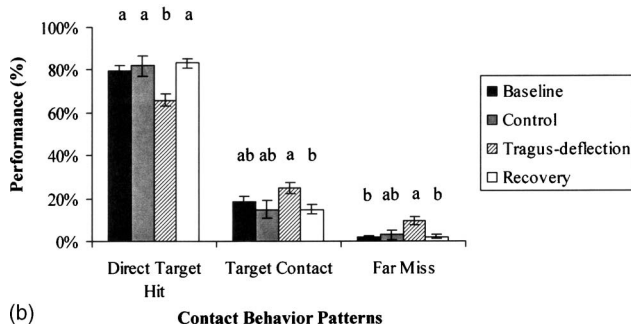 100%
80%
60%
40%
20%
0%
Performance (%)
a a b a
ab ab a b
b ab a b
Baseline
Control
Tragus-deflection
Recovery
Direct Target Hit
Target Contact
Far Miss
(b)
Contact Behavior Patterns